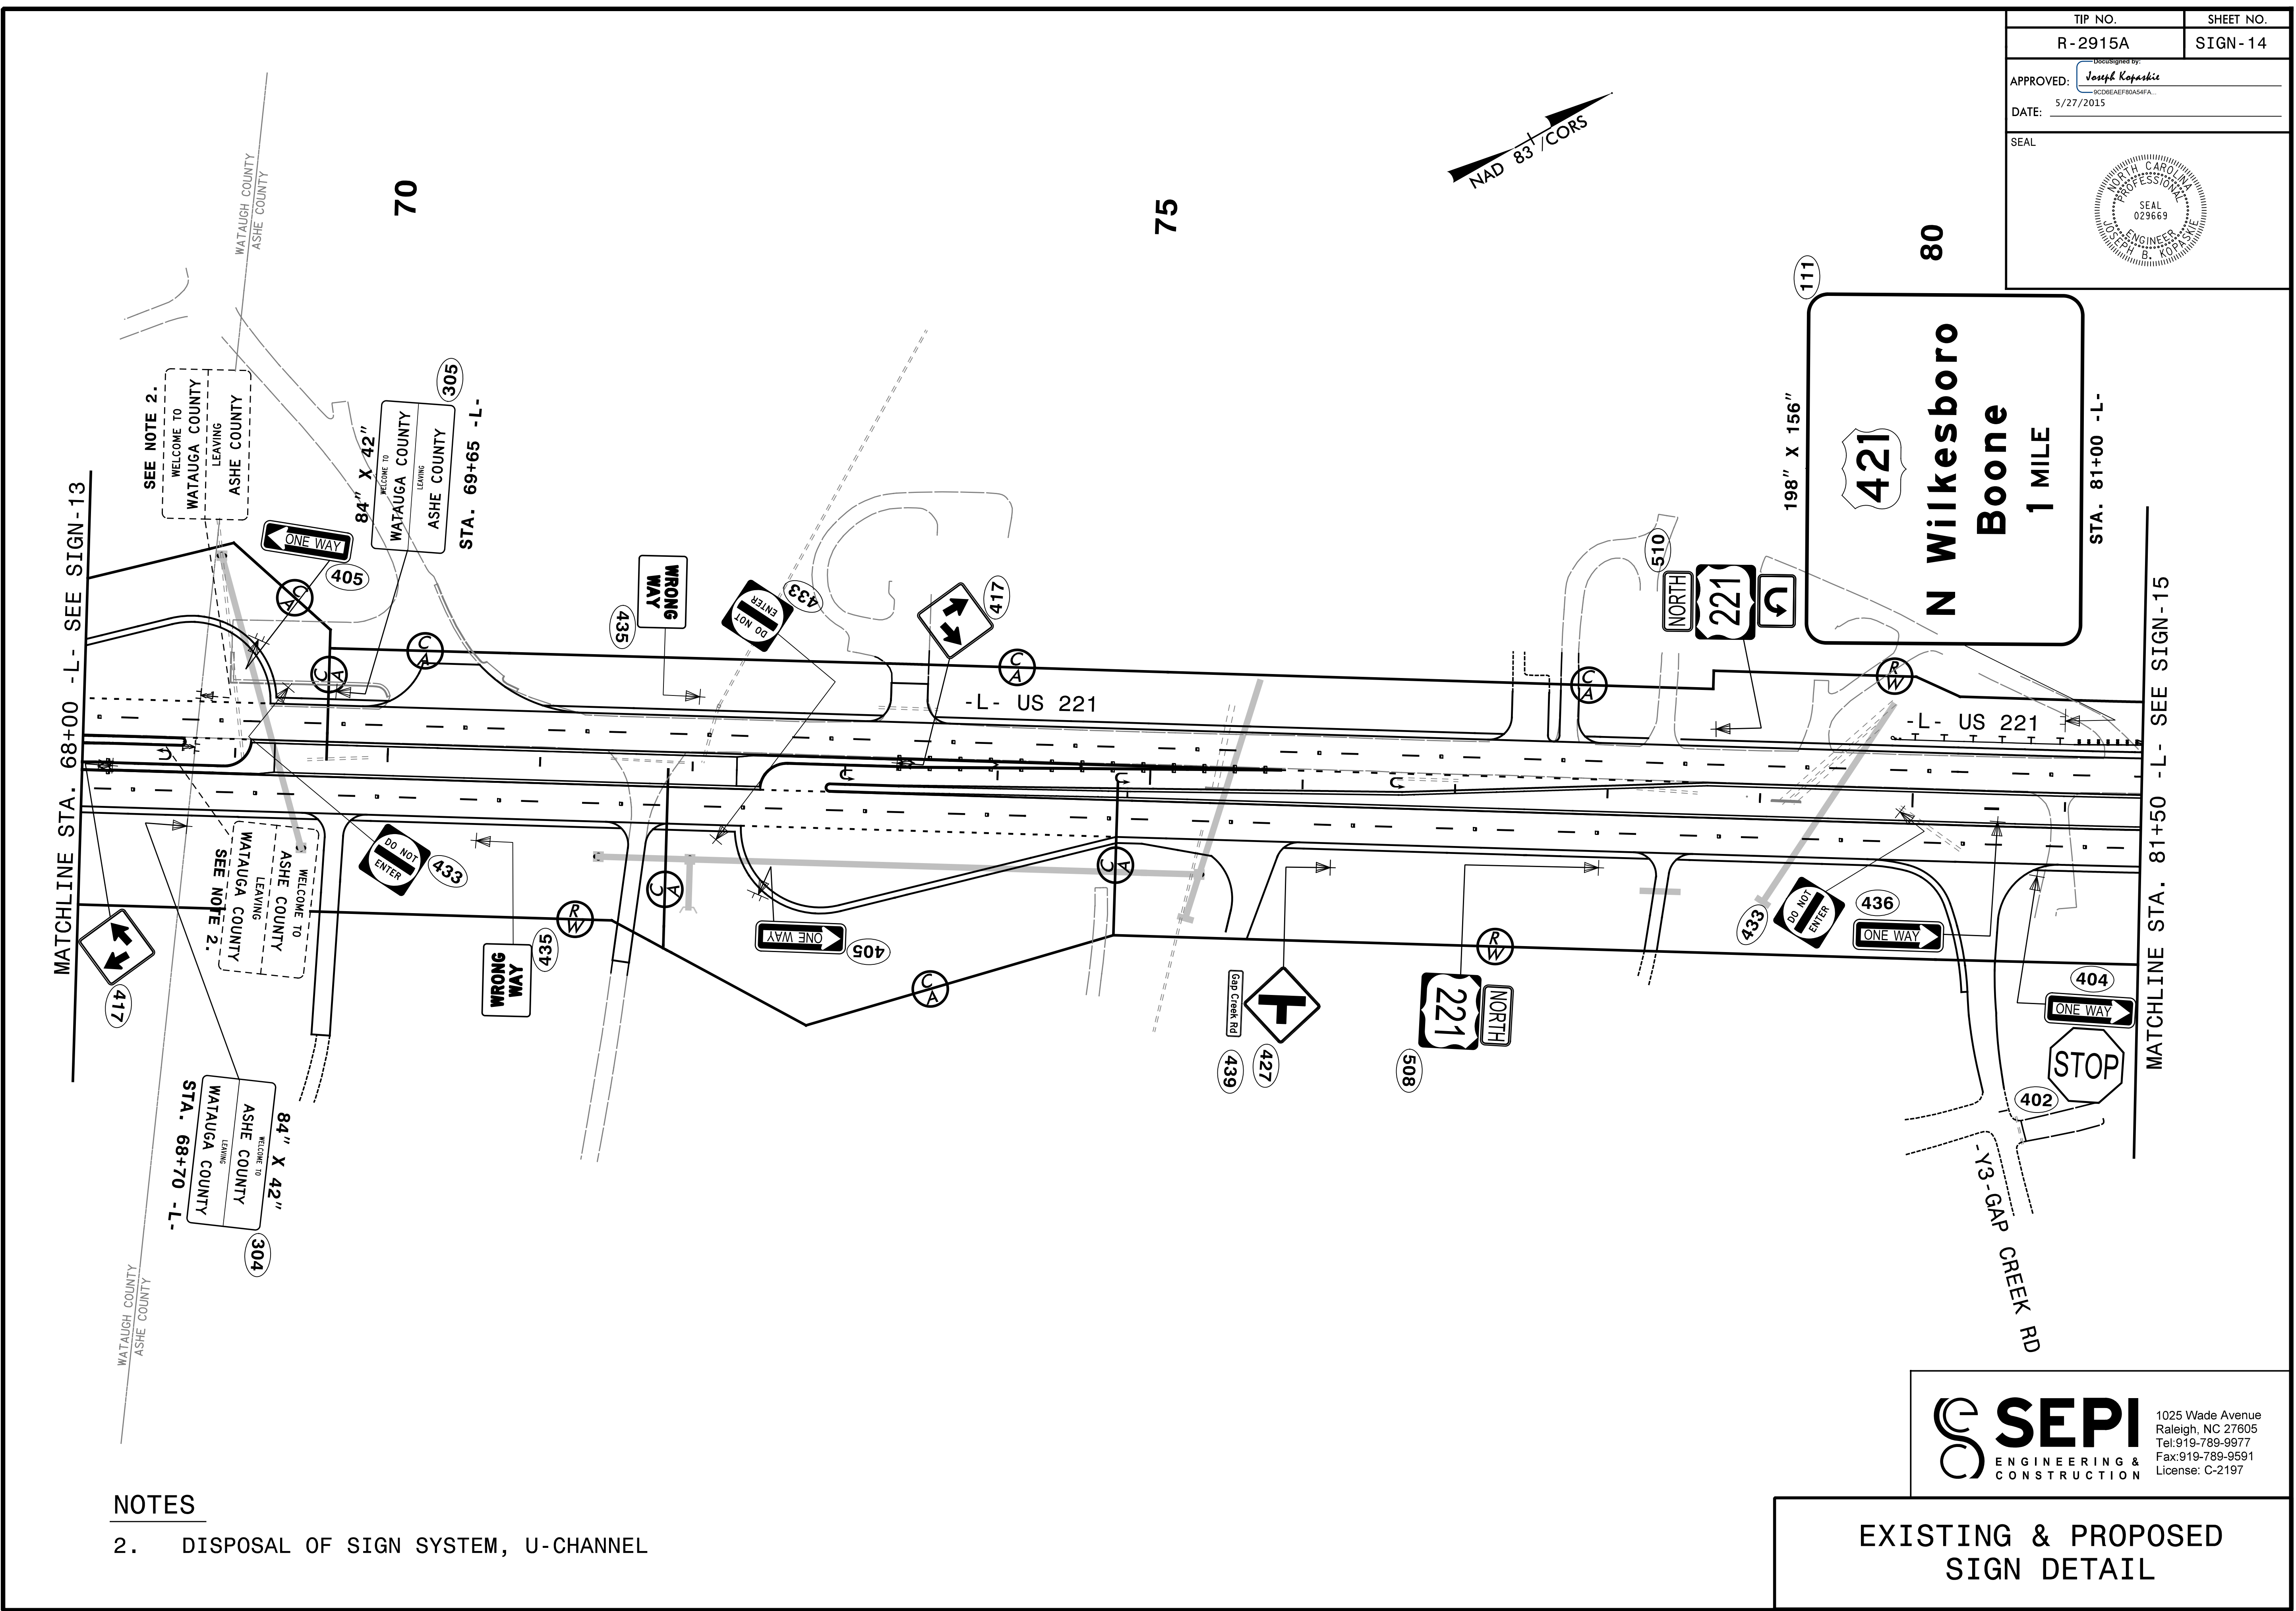 TIP NO.
SHEET NO.
R-2915A
SIGN-14
DocuSigned by:
APPROVED: Joseph Kopaskie
9CD6EAEF80A54FA...
DATE: 5/27/2015
SEAL
NORTH CAROLINA
PROFESSIONAL
SEAL
029669
ENGINEER
JOSEPH B. KOPASKIE
NAD 83 /CORS
70
75
80
WATAUGH COUNTY
ASHE COUNTY
MATCHLINE STA. 68+00 -L- SEE SIGN-13
SEE NOTE 2.
WELCOME TO
WATAUGA COUNTY
LEAVING
ASHE COUNTY
84" X 42"
WELCOME TO
WATAUGA COUNTY
LEAVING
ASHE COUNTY
305
STA. 69+65 -L-
ONE WAY
405
C A
C A
C A
WRONG
WAY
435
DO NOT
ENTER
433
417
C A
-L- US 221
C A
510
NORTH
221
111
198" X 156"
421
N Wilkesboro
Boone
1 MILE
STA. 81+00 -L-
R W
-L- US 221
MATCHLINE STA. 81+50 -L- SEE SIGN-15
417
WELCOME TO
ASHE COUNTY
LEAVING
WATAUGA COUNTY
SEE NOTE 2.
DO NOT
ENTER
433
WRONG
WAY
435
R W
C A
ONE WAY
405
C A
C A
Gap Creek Rd
439
427
NORTH
221
508
R W
433
DO NOT
ENTER
436
ONE WAY
404
ONE WAY
STOP
402
-Y3-GAP CREEK RD
84" X 42"
WELCOME TO
ASHE COUNTY
LEAVING
WATAUGA COUNTY
STA. 68+70 -L-
304
WATAUGH COUNTY
ASHE COUNTY
SEPI
ENGINEERING &
CONSTRUCTION
1025 Wade Avenue
Raleigh, NC 27605
Tel:919-789-9977
Fax:919-789-9591
License: C-2197
NOTES
2. DISPOSAL OF SIGN SYSTEM, U-CHANNEL
EXISTING & PROPOSED
SIGN DETAIL